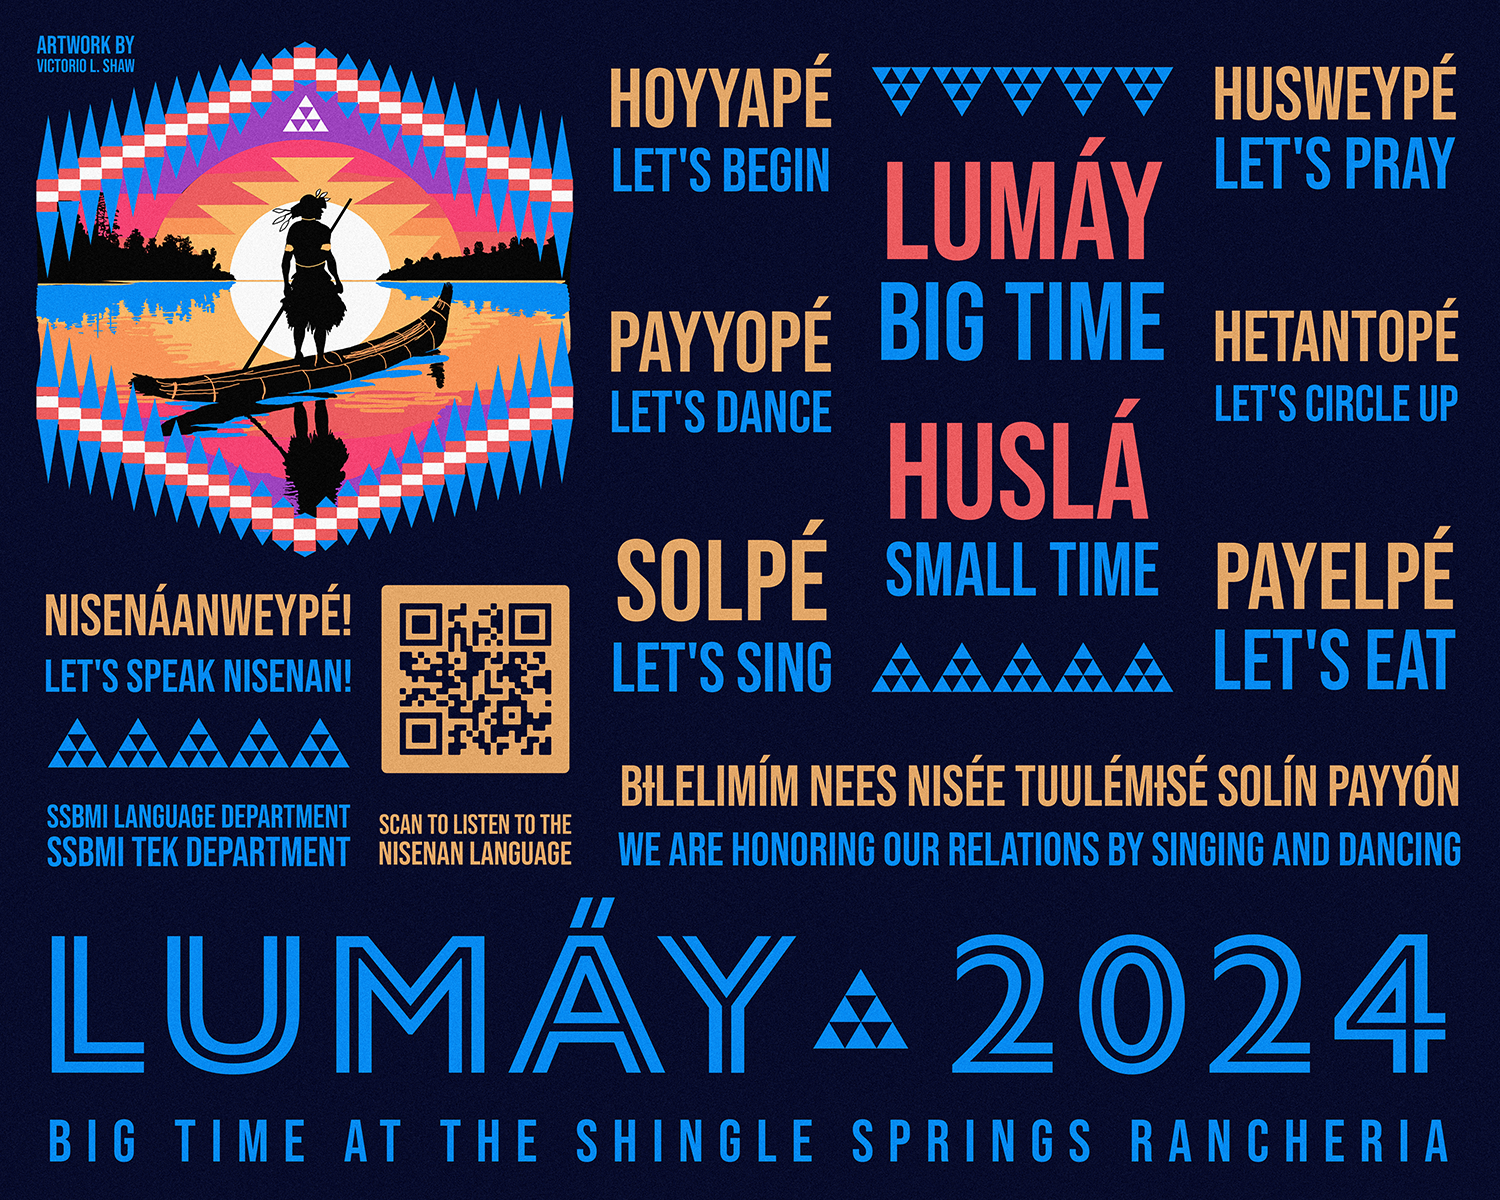 ARTWORK BY
VICTORIO L. SHAW
HOYYAPÉ
LET'S BEGIN
PAYYOPÉ
LET'S DANCE
SOLPÉ
LET'S SING
LUMÁY
BIG TIME
HUSLÁ
SMALL TIME
HUSWEYPÉ
LET'S PRAY
HETANTOPÉ
LET'S CIRCLE UP
PAYELPÉ
LET'S EAT
NISENÁANWEYPÉ!
LET'S SPEAK NISENAN!
SSBMI LANGUAGE DEPARTMENT
SSBMI TEK DEPARTMENT
SCAN TO LISTEN TO THE
NISENAN LANGUAGE
BƗLELIMÍM NEES NISÉE TUULÉMƗSÉ SOLÍN PAYYÓN
WE ARE HONORING OUR RELATIONS BY SINGING AND DANCING
LUMÁY 2024
BIG TIME AT THE SHINGLE SPRINGS RANCHERIA